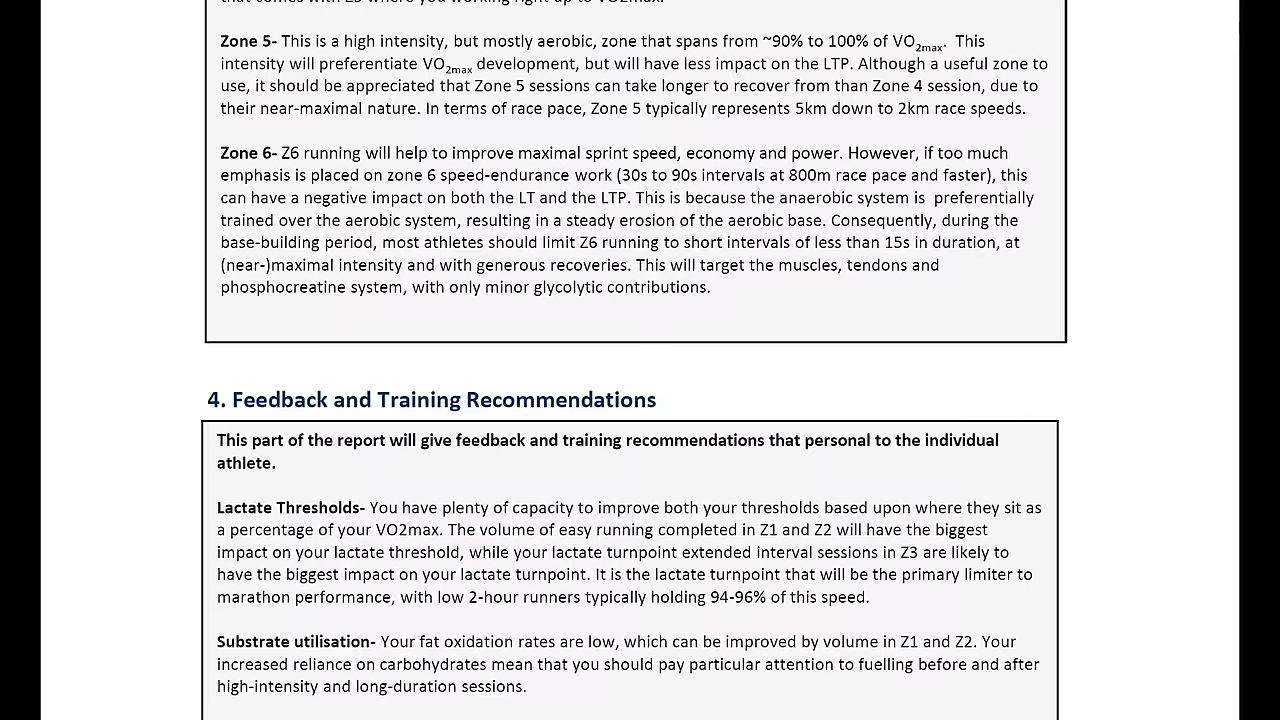 that comes with Z5 where you working right up to VO2max.
Zone 5- This is a high intensity, but mostly aerobic, zone that spans from ~90% to 100% of VO2max. This
intensity will preferentiate VO2max development, but will have less impact on the LTP. Although a useful zone to
use, it should be appreciated that Zone 5 sessions can take longer to recover from than Zone 4 session, due to
their near-maximal nature. In terms of race pace, Zone 5 typically represents 5km down to 2km race speeds.
Zone 6- Z6 running will help to improve maximal sprint speed, economy and power. However, if too much
emphasis is placed on zone 6 speed-endurance work (30s to 90s intervals at 800m race pace and faster), this
can have a negative impact on both the LT and the LTP. This is because the anaerobic system is preferentially
trained over the aerobic system, resulting in a steady erosion of the aerobic base. Consequently, during the
base-building period, most athletes should limit Z6 running to short intervals of less than 15s in duration, at
(near-)maximal intensity and with generous recoveries. This will target the muscles, tendons and
phosphocreatine system, with only minor glycolytic contributions.
4. Feedback and Training Recommendations
This part of the report will give feedback and training recommendations that personal to the individual
athlete.
Lactate Thresholds- You have plenty of capacity to improve both your thresholds based upon where they sit as
a percentage of your VO2max. The volume of easy running completed in Z1 and Z2 will have the biggest
impact on your lactate threshold, while your lactate turnpoint extended interval sessions in Z3 are likely to
have the biggest impact on your lactate turnpoint. It is the lactate turnpoint that will be the primary limiter to
marathon performance, with low 2-hour runners typically holding 94-96% of this speed.
Substrate utilisation- Your fat oxidation rates are low, which can be improved by volume in Z1 and Z2. Your
increased reliance on carbohydrates mean that you should pay particular attention to fuelling before and after
high-intensity and long-duration sessions.